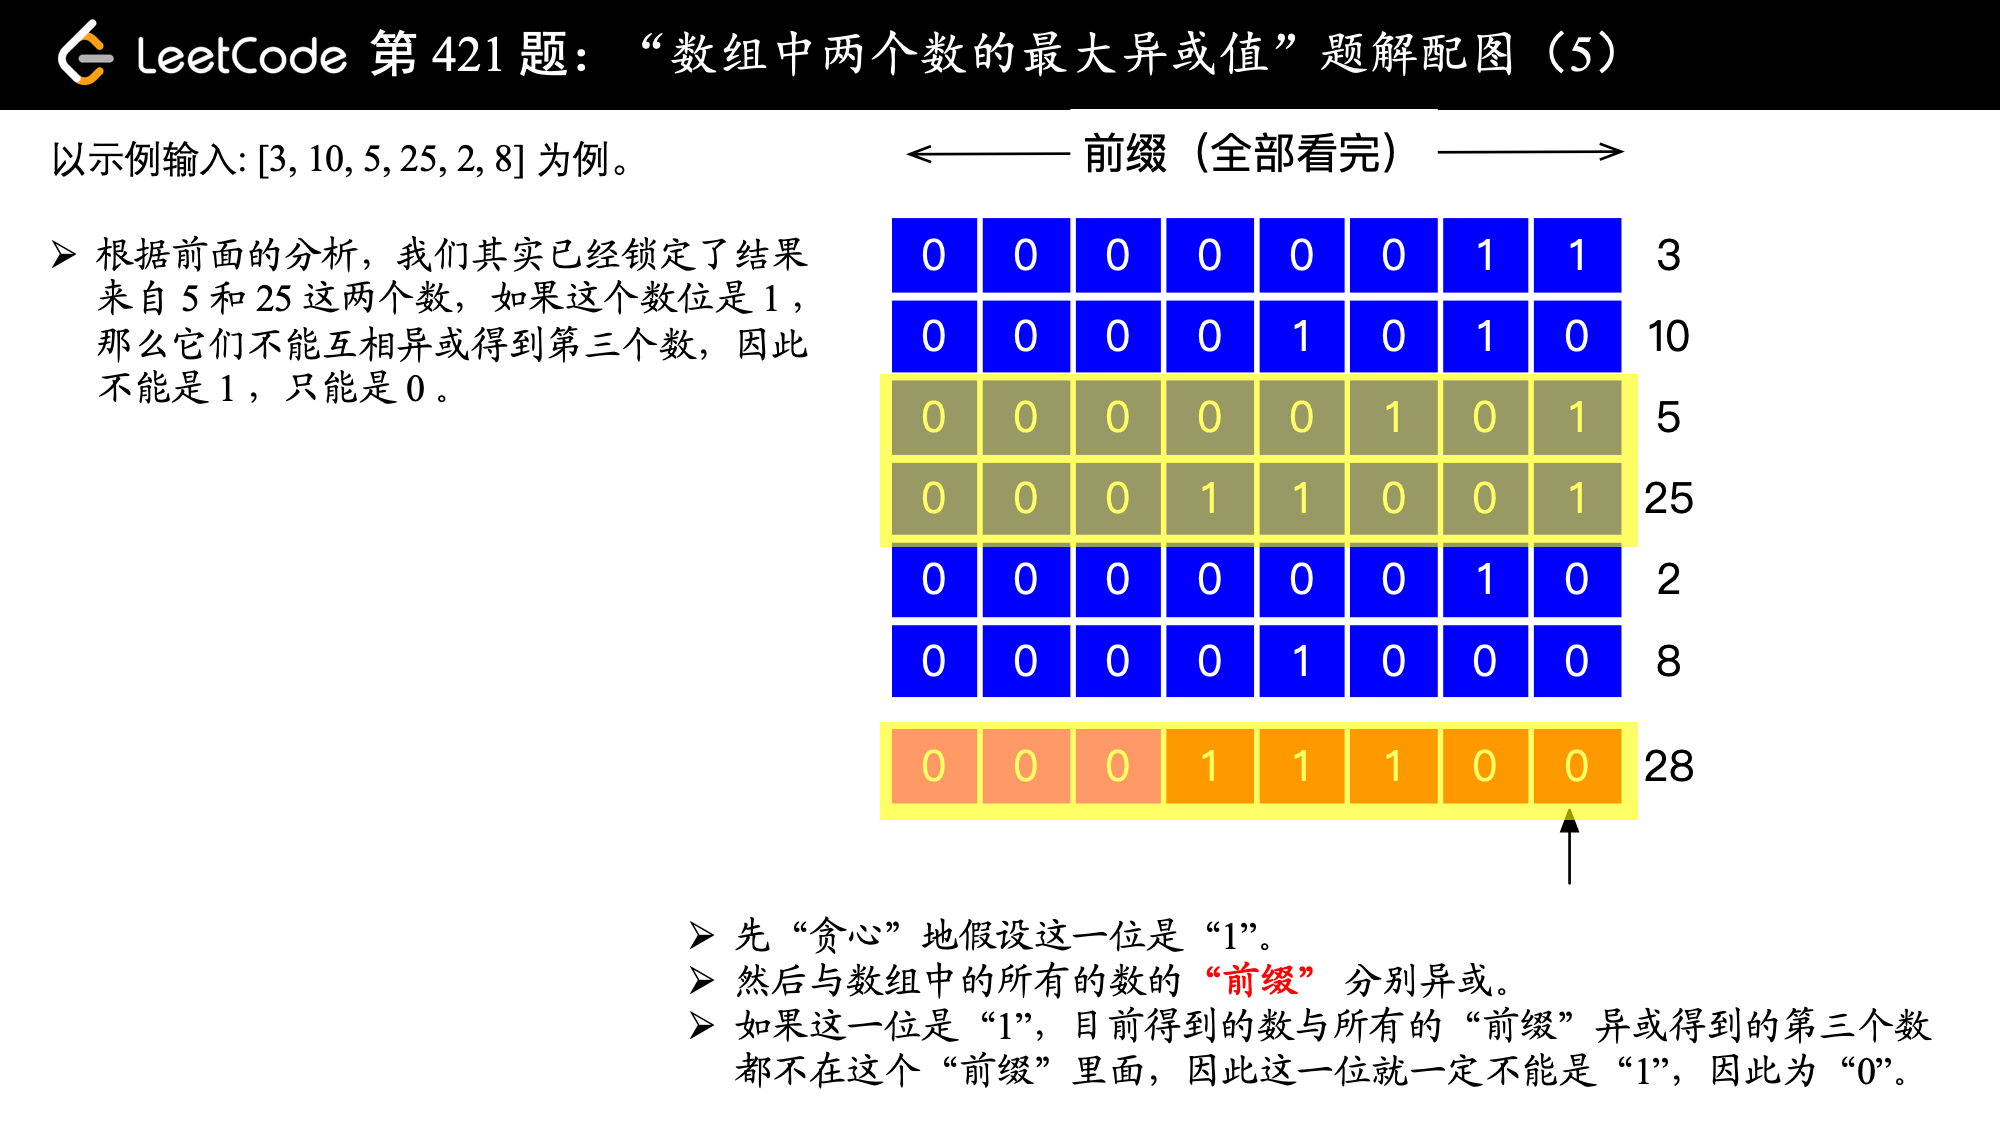 LeetCode 第 421 题：“数组中两个数的最大异或值”题解配图（5）
以示例输入: [3, 10, 5, 25, 2, 8] 为例。
前缀（全部看完）
➢ 根据前面的分析，我们其实已经锁定了结果
来自 5 和 25 这两个数，如果这个数位是 1，
那么它们不能互相异或得到第三个数，因此
不能是 1，只能是 0。
0 0 0 0 0 0 1 1 3
0 0 0 0 1 0 1 0 10
0 0 0 0 0 1 0 1 5
0 0 0 1 1 0 0 1 25
0 0 0 0 0 0 1 0 2
0 0 0 0 1 0 0 0 8
0 0 0 1 1 1 0 0 28
➢ 先“贪心”地假设这一位是“1”。
➢ 然后与数组中的所有的数的“前缀” 分别异或。
➢ 如果这一位是“1”，目前得到的数与所有的“前缀”异或得到的第三个数
都不在这个“前缀”里面，因此这一位就一定不能是“1”，因此为“0”。